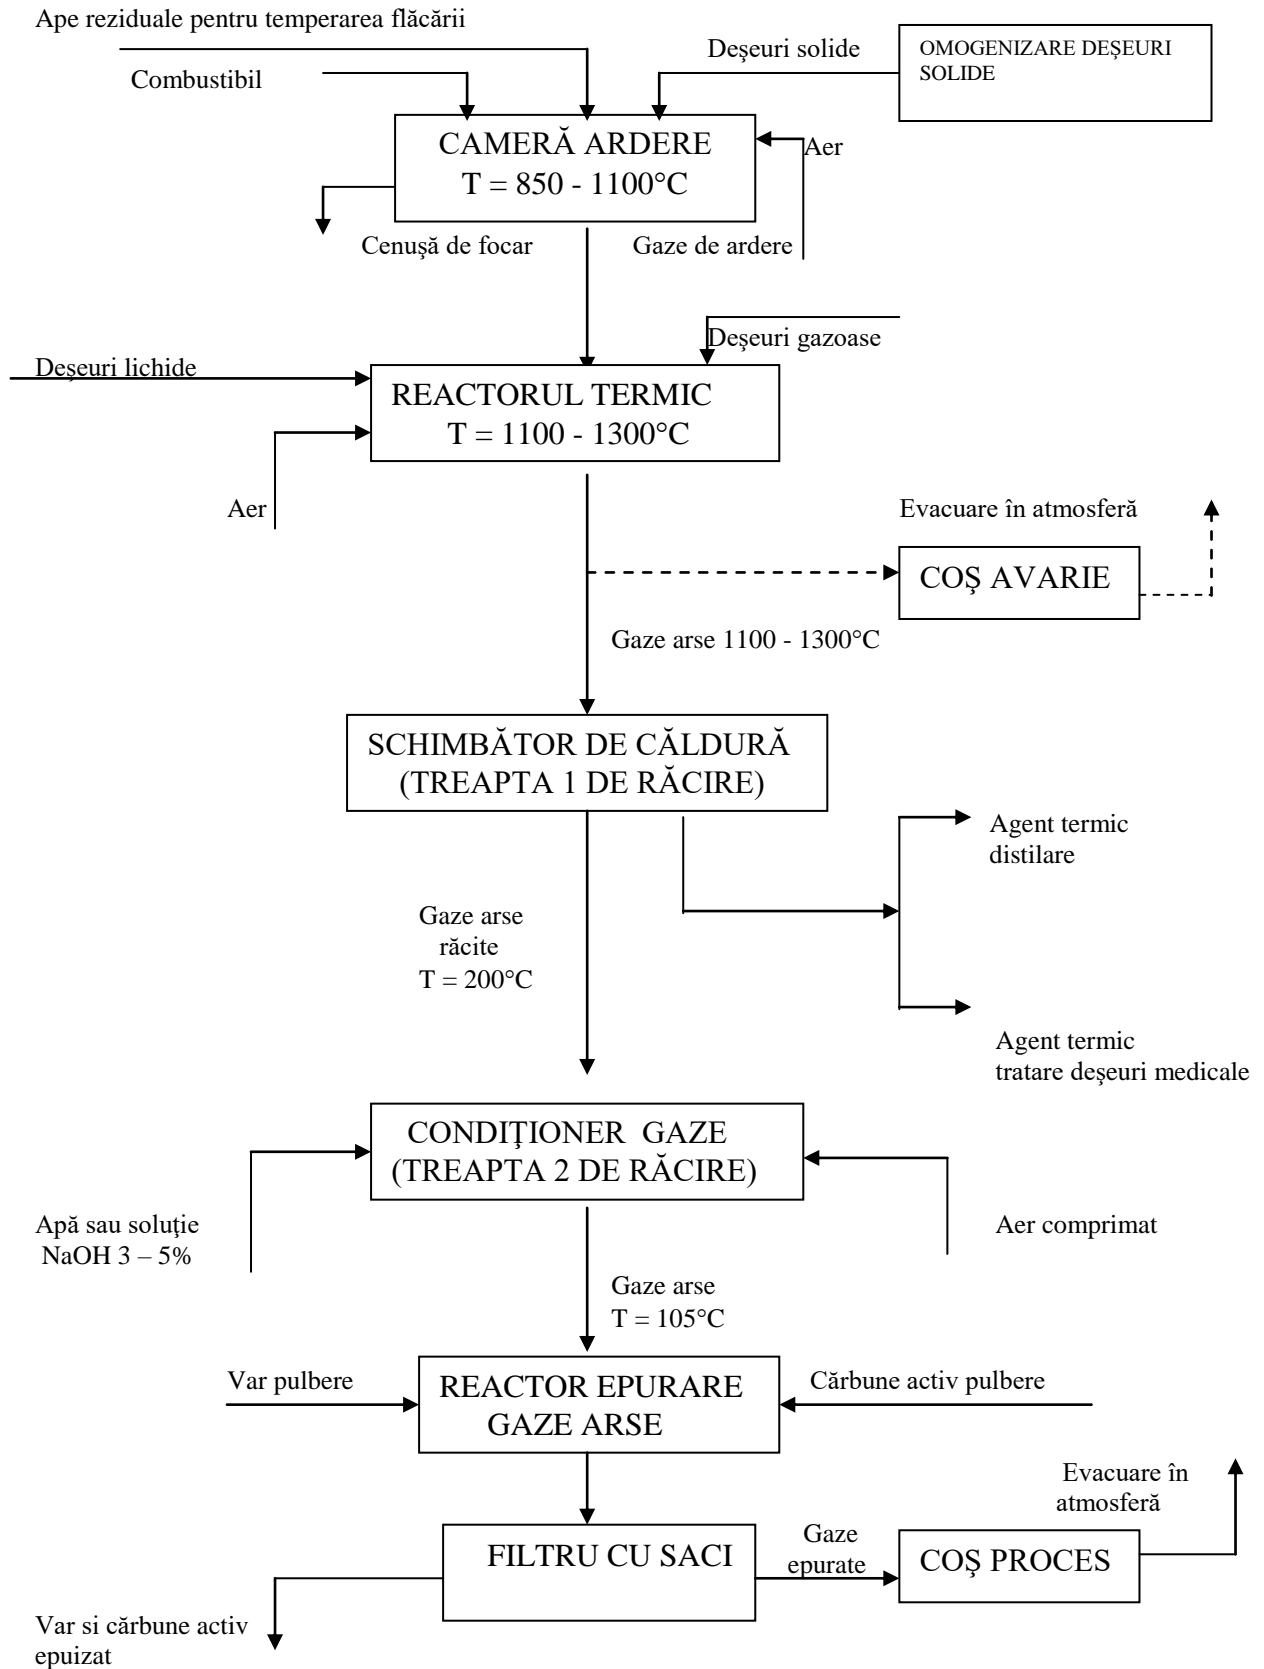 Ape reziduale pentru temperarea flăcării
Combustibil
Deşeuri solide
OMOGENIZARE DEŞEURI
SOLIDE
CAMERĂ ARDERE
T = 850 - 1100°C
Aer
Cenuşă de focar
Gaze de ardere
Deşeuri gazoase
Deşeuri lichide
REACTORUL TERMIC
T = 1100 - 1300°C
Aer
Evacuare în atmosferă
COŞ AVARIE
Gaze arse 1100 - 1300°C
SCHIMBĂTOR DE CĂLDURĂ
(TREAPTA 1 DE RĂCIRE)
Agent termic
distilare
Gaze arse
răcite
T = 200°C
Agent termic
tratare deşeuri medicale
CONDIŢIONER GAZE
(TREAPTA 2 DE RĂCIRE)
Apă sau soluţie
NaOH 3 – 5%
Aer comprimat
Gaze arse
T = 105°C
Var pulbere
REACTOR EPURARE
GAZE ARSE
Cărbune activ pulbere
Evacuare în
atmosferă
FILTRU CU SACI
Gaze
epurate
COŞ PROCES
Var si cărbune activ
epuizat